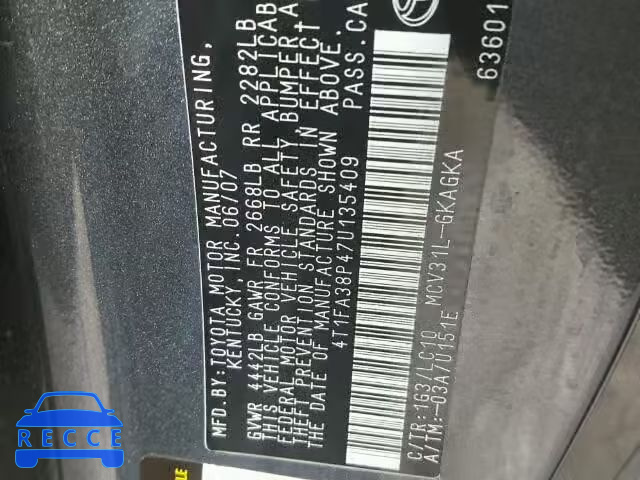 MFD. BY: TOYOTA MOTOR MANUFACTURING,
KENTUCKY, INC. 06/07
GVWR 4442LB GAWR FR 2668LB RR 2282LB
THIS VEHICLE CONFORMS TO ALL APPLICAB
FEDERAL MOTOR VEHICLE SAFETY, BUMPER, A
THEFT PREVENTION STANDARDS IN EFFECT
THE DATE OF MANUFACTURE SHOWN ABOVE.
4T1FA38P47U135409 PASS.CA
C/TR:1G3/LC10 MCV31L-GKAGKA
A/TM:-03A/U151E
63601
RECCE